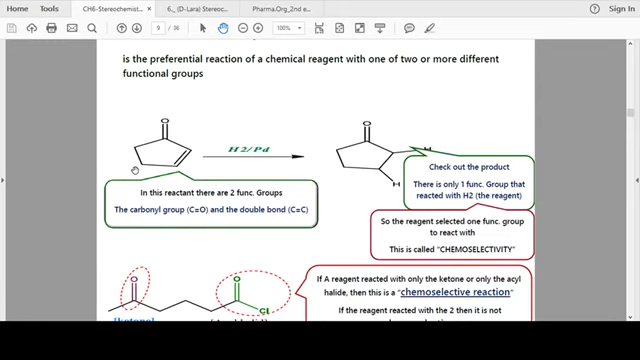 CH6-Stereochemist...
6._ (D-Lara) Stereoc...
Pharma.Org_2nd e...
Sign In
9 / 36
100%
is the preferential reaction of a chemical reagent with one of two or more different
functional groups
O
O
H2/Pd
H
H
Check out the product
There is only 1 func. Group that
reacted with H2 (the reagent)
In this reactant there are 2 func. Groups
The carbonyl group (C=O) and the double bond (C=C)
So the reagent selected one func. group
to react with
This is called "CHEMOSELECTIVITY"
O
O
Cl
If A reagent reacted with only the ketone or only the acyl
halide, then this is a "chemoselective reaction"
If the reagent reacted with the 2 then it is not